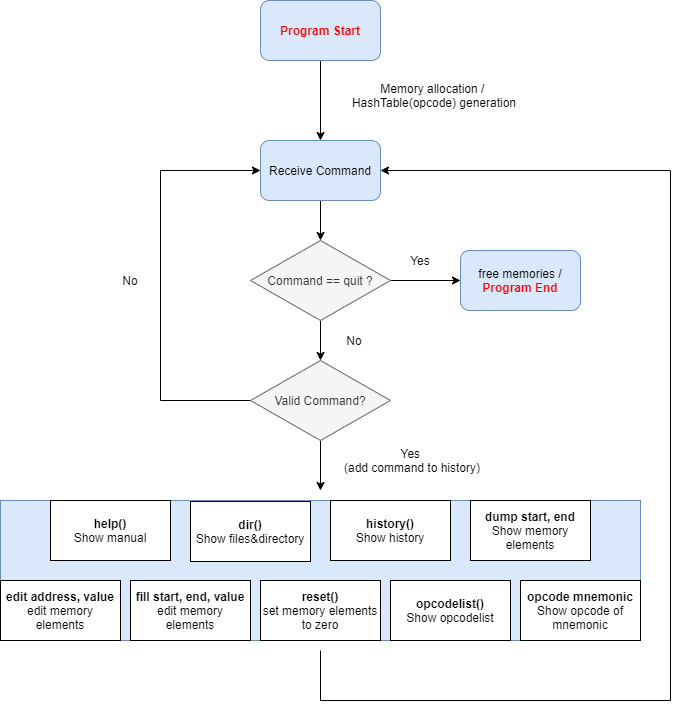 Program Start
Memory allocation /
HashTable(opcode) generation
Receive Command
Command == quit ?
Yes
free memories /
Program End
No
No
Valid Command?
Yes
(add command to history)
help()
Show manual
dir()
Show files&directory
history()
Show history
dump start, end
Show memory
elements
edit address, value
edit memory
elements
fill start, end, value
edit memory
elements
reset()
set memory elements
to zero
opcodelist()
Show opcodelist
opcode mnemonic
Show opcode of
mnemonic